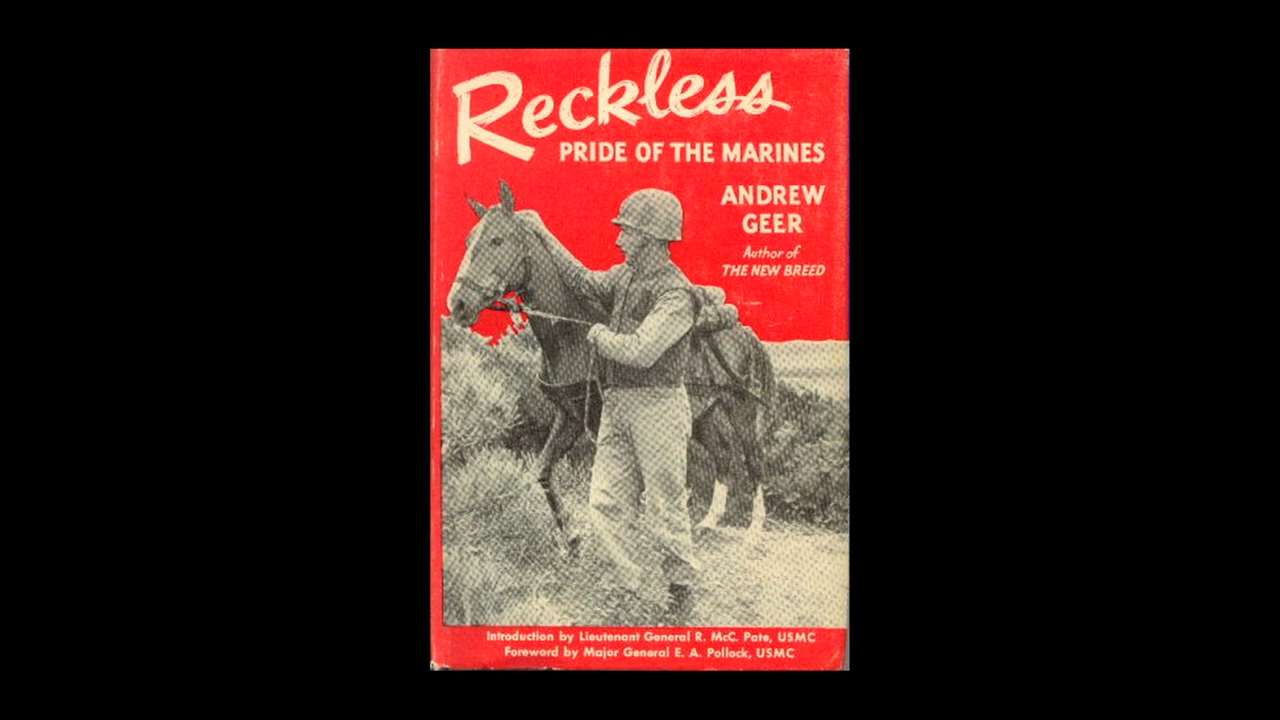 Reckless
PRIDE OF THE MARINES
ANDREW
GEER
Author of
THE NEW BREED
Introduction by Lieutenant General R. McC. Pate, USMC
Foreword by Major General E. A. Pollock, USMC